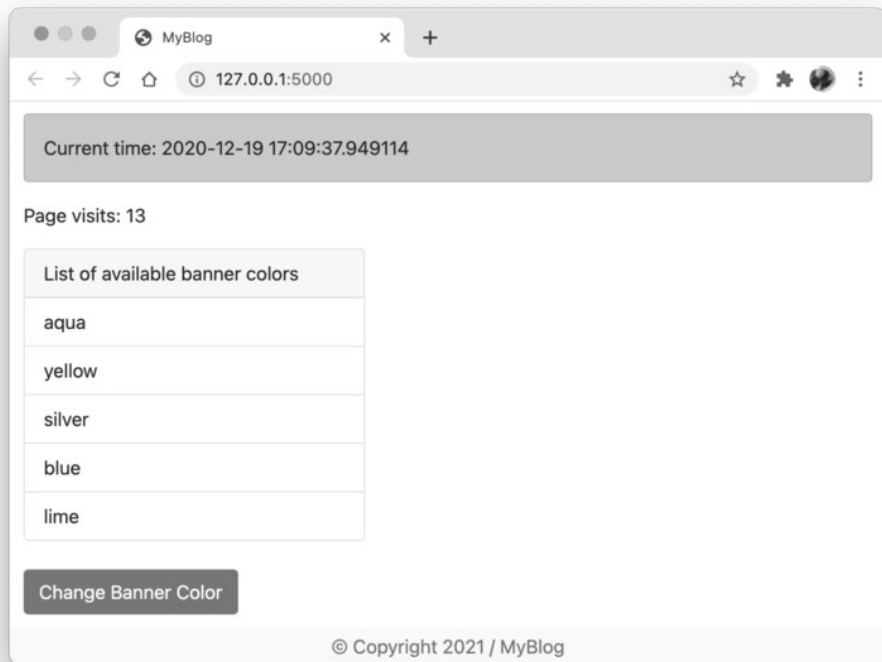 MyBlog
127.0.0.1:5000
Current time: 2020-12-19 17:09:37.949114
Page visits: 13
List of available banner colors
aqua
yellow
silver
blue
lime
Change Banner Color
© Copyright 2021 / MyBlog